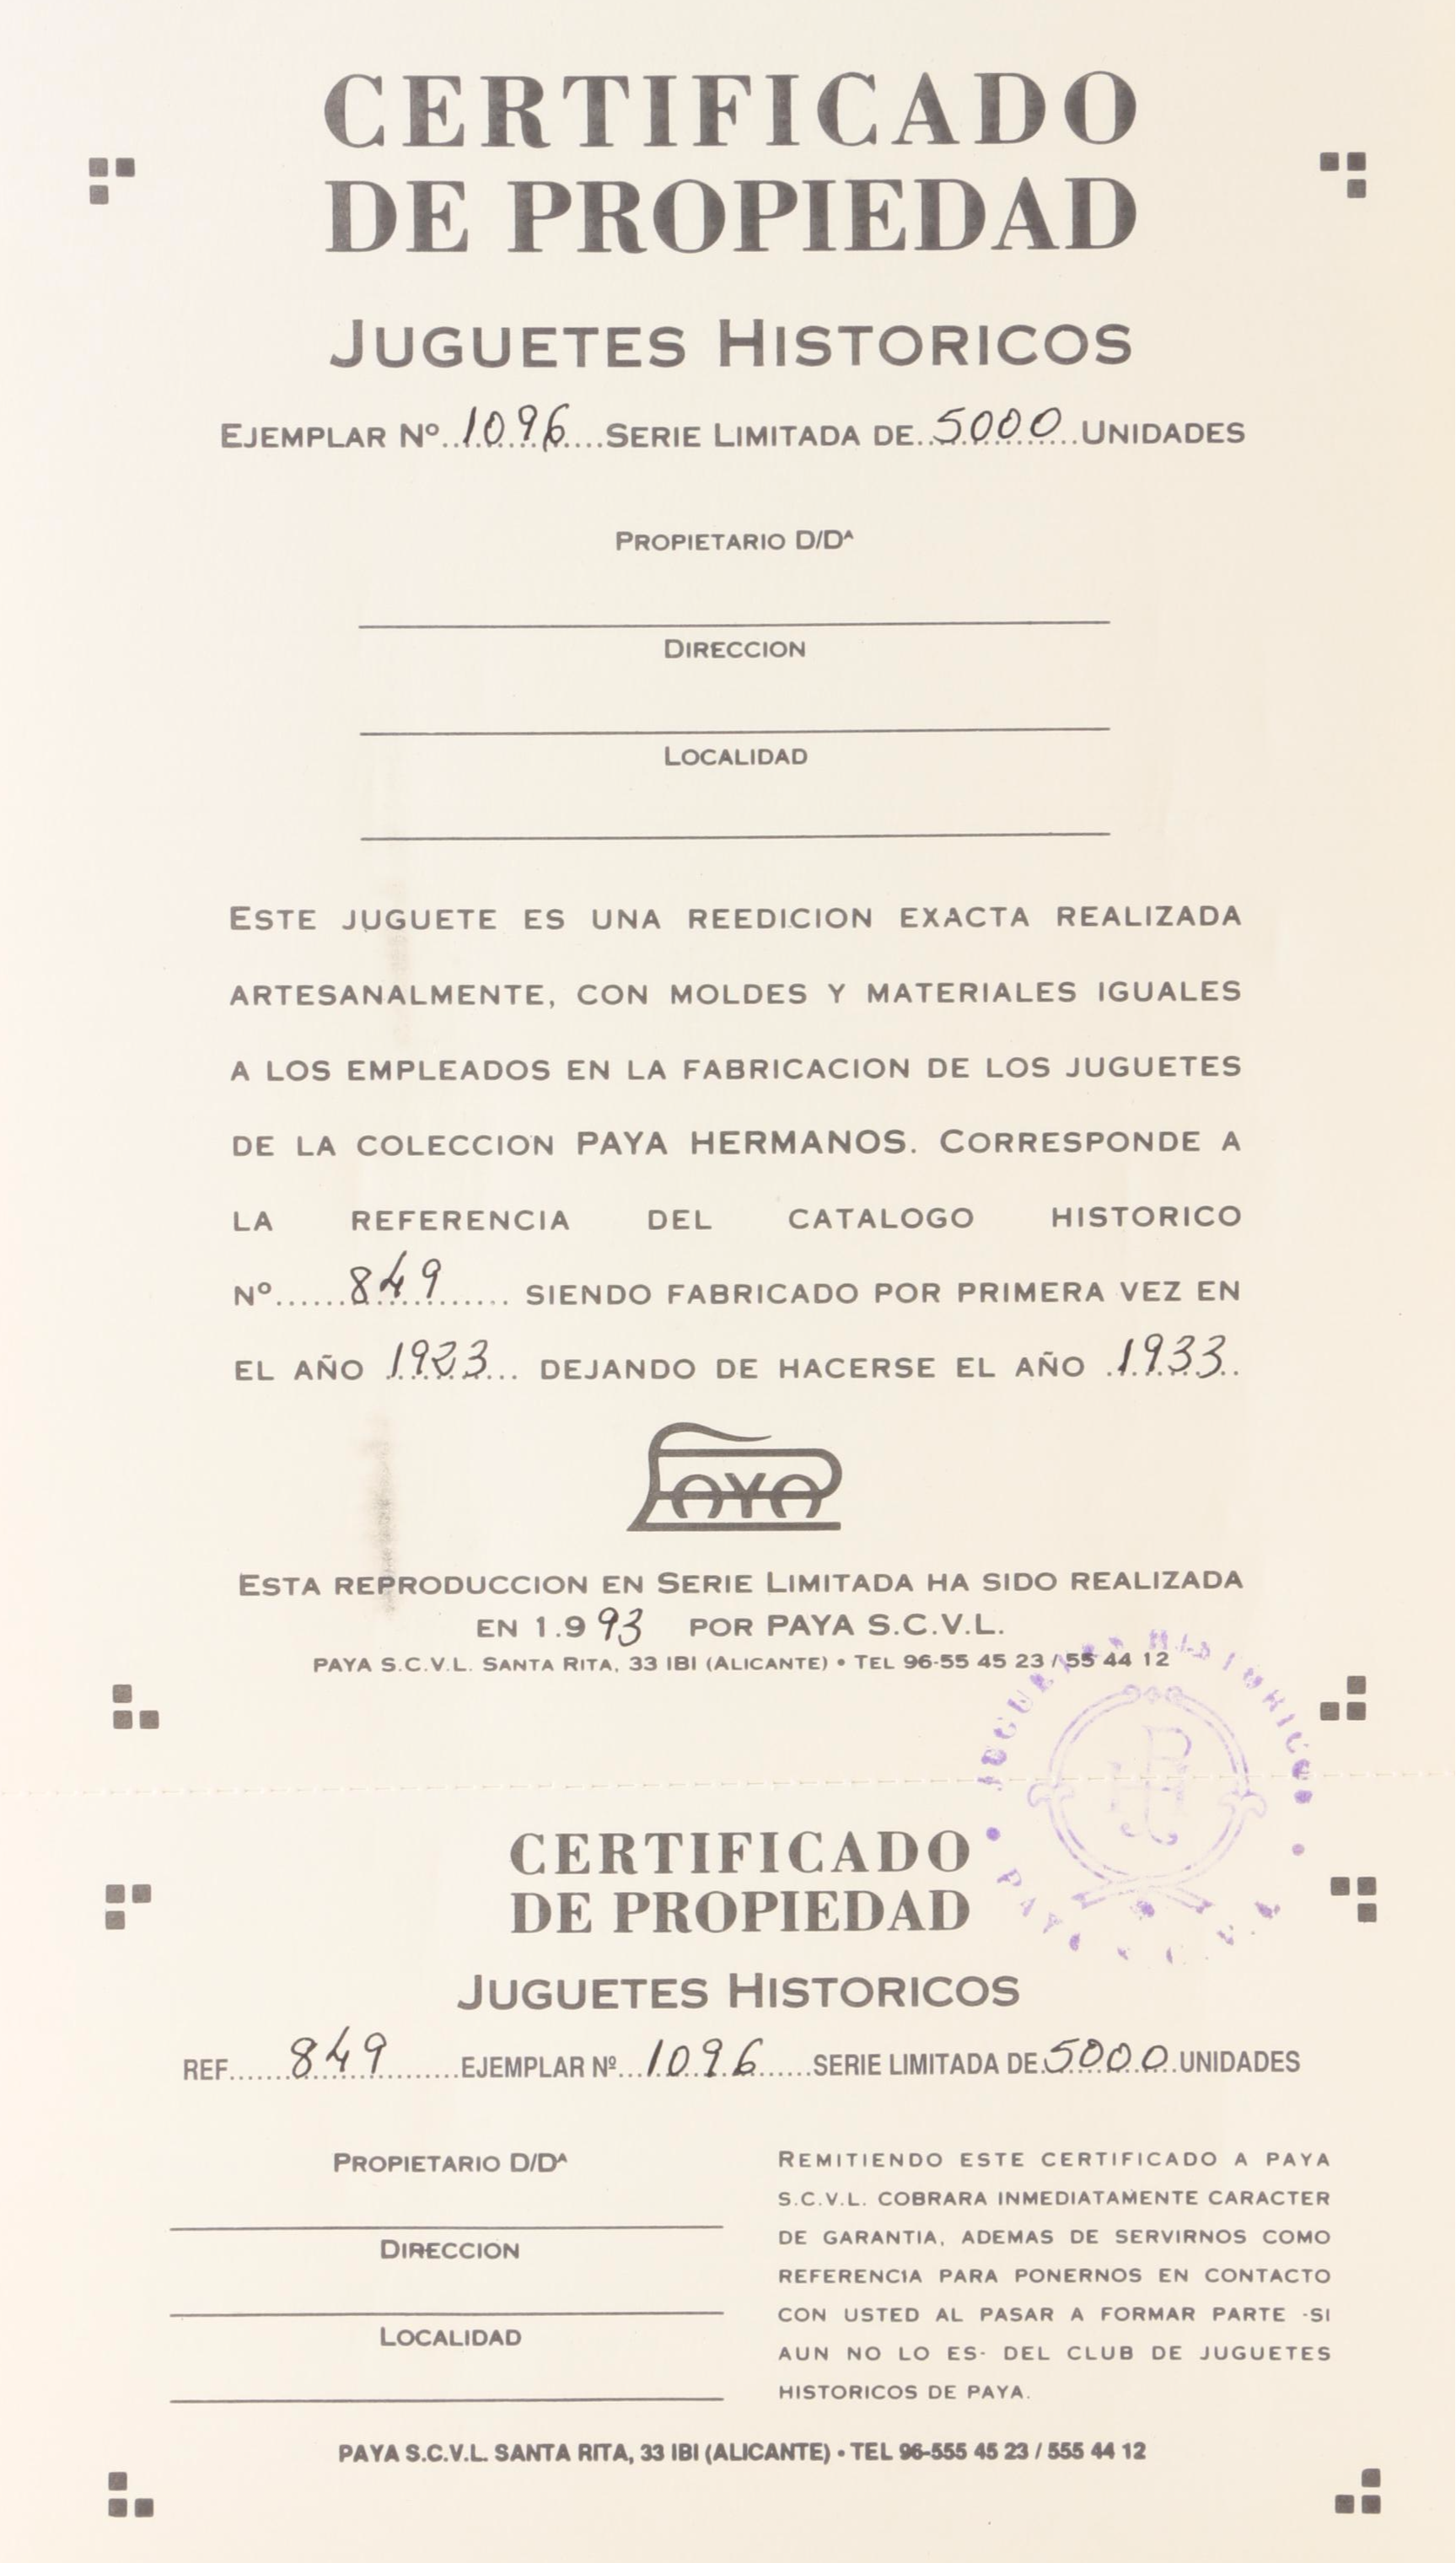 CERTIFICADO
DE PROPIEDAD
JUGUETES HISTORICOS
EJEMPLAR Nº..1096....SERIE LIMITADA DE..5000..UNIDADES
PROPIETARIO D/Dᴬ
DIRECCION
LOCALIDAD
ESTE JUGUETE ES UNA REEDICION EXACTA REALIZADA
ARTESANALMENTE, CON MOLDES Y MATERIALES IGUALES
A LOS EMPLEADOS EN LA FABRICACION DE LOS JUGUETES
DE LA COLECCION PAYA HERMANOS. CORRESPONDE A
LA REFERENCIA DEL CATALOGO HISTORICO
Nº......849...... SIENDO FABRICADO POR PRIMERA VEZ EN
EL AÑO 1923... DEJANDO DE HACERSE EL AÑO .1933..
PAYA
ESTA REPRODUCCION EN SERIE LIMITADA HA SIDO REALIZADA
EN 1.993 POR PAYA S.C.V.L.
PAYA S.C.V.L. SANTA RITA, 33 IBI (ALICANTE) • TEL 96-55 45 23 / 55 44 12
JUGUETES HISTORICOS
PAYA
CERTIFICADO
DE PROPIEDAD
JUGUETES HISTORICOS
REF.......849..........EJEMPLAR Nº...1096......SERIE LIMITADA DE.5000.UNIDADES
PROPIETARIO D/Dᴬ
DIRECCION
LOCALIDAD
REMITIENDO ESTE CERTIFICADO A PAYA
S.C.V.L. COBRARA INMEDIATAMENTE CARACTER
DE GARANTIA, ADEMAS DE SERVIRNOS COMO
REFERENCIA PARA PONERNOS EN CONTACTO
CON USTED AL PASAR A FORMAR PARTE -SI
AUN NO LO ES- DEL CLUB DE JUGUETES
HISTORICOS DE PAYA.
PAYA S.C.V.L. SANTA RITA, 33 IBI (ALICANTE) • TEL 96-555 45 23 / 555 44 12